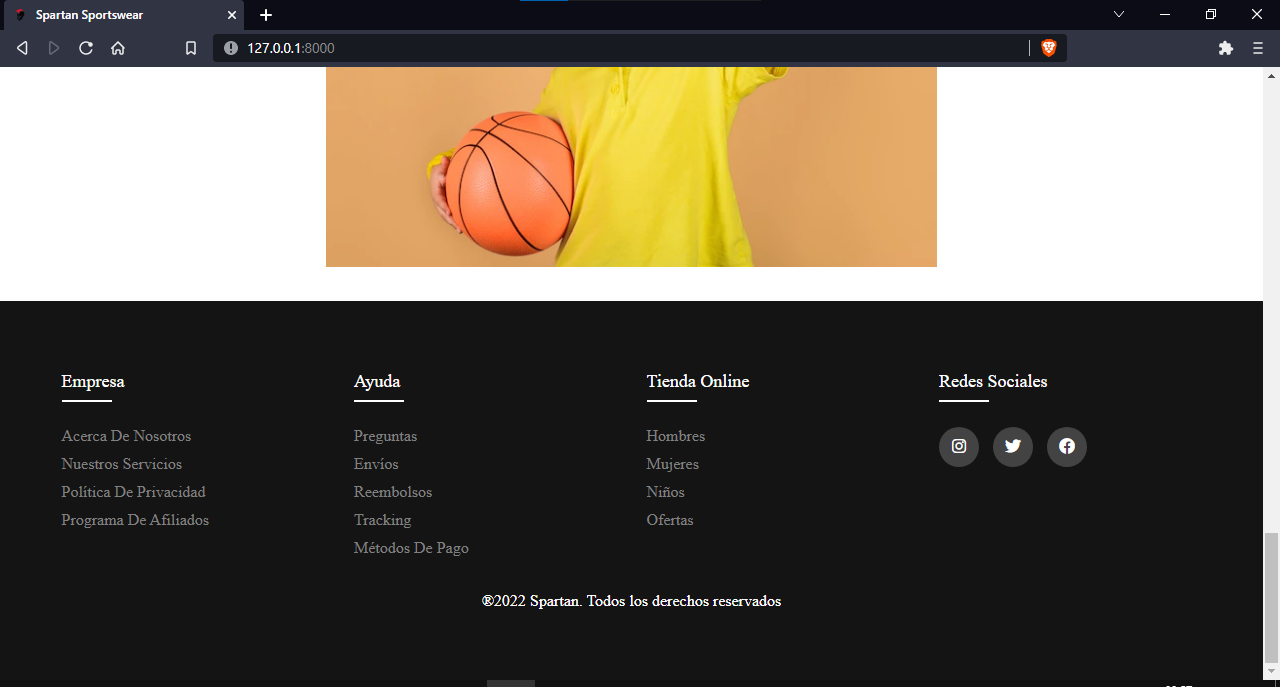 Spartan Sportswear
127.0.0.1:8000
Empresa
Acerca De Nosotros
Nuestros Servicios
Política De Privacidad
Programa De Afiliados
Ayuda
Preguntas
Envíos
Reembolsos
Tracking
Métodos De Pago
Tienda Online
Hombres
Mujeres
Niños
Ofertas
Redes Sociales
®2022 Spartan. Todos los derechos reservados